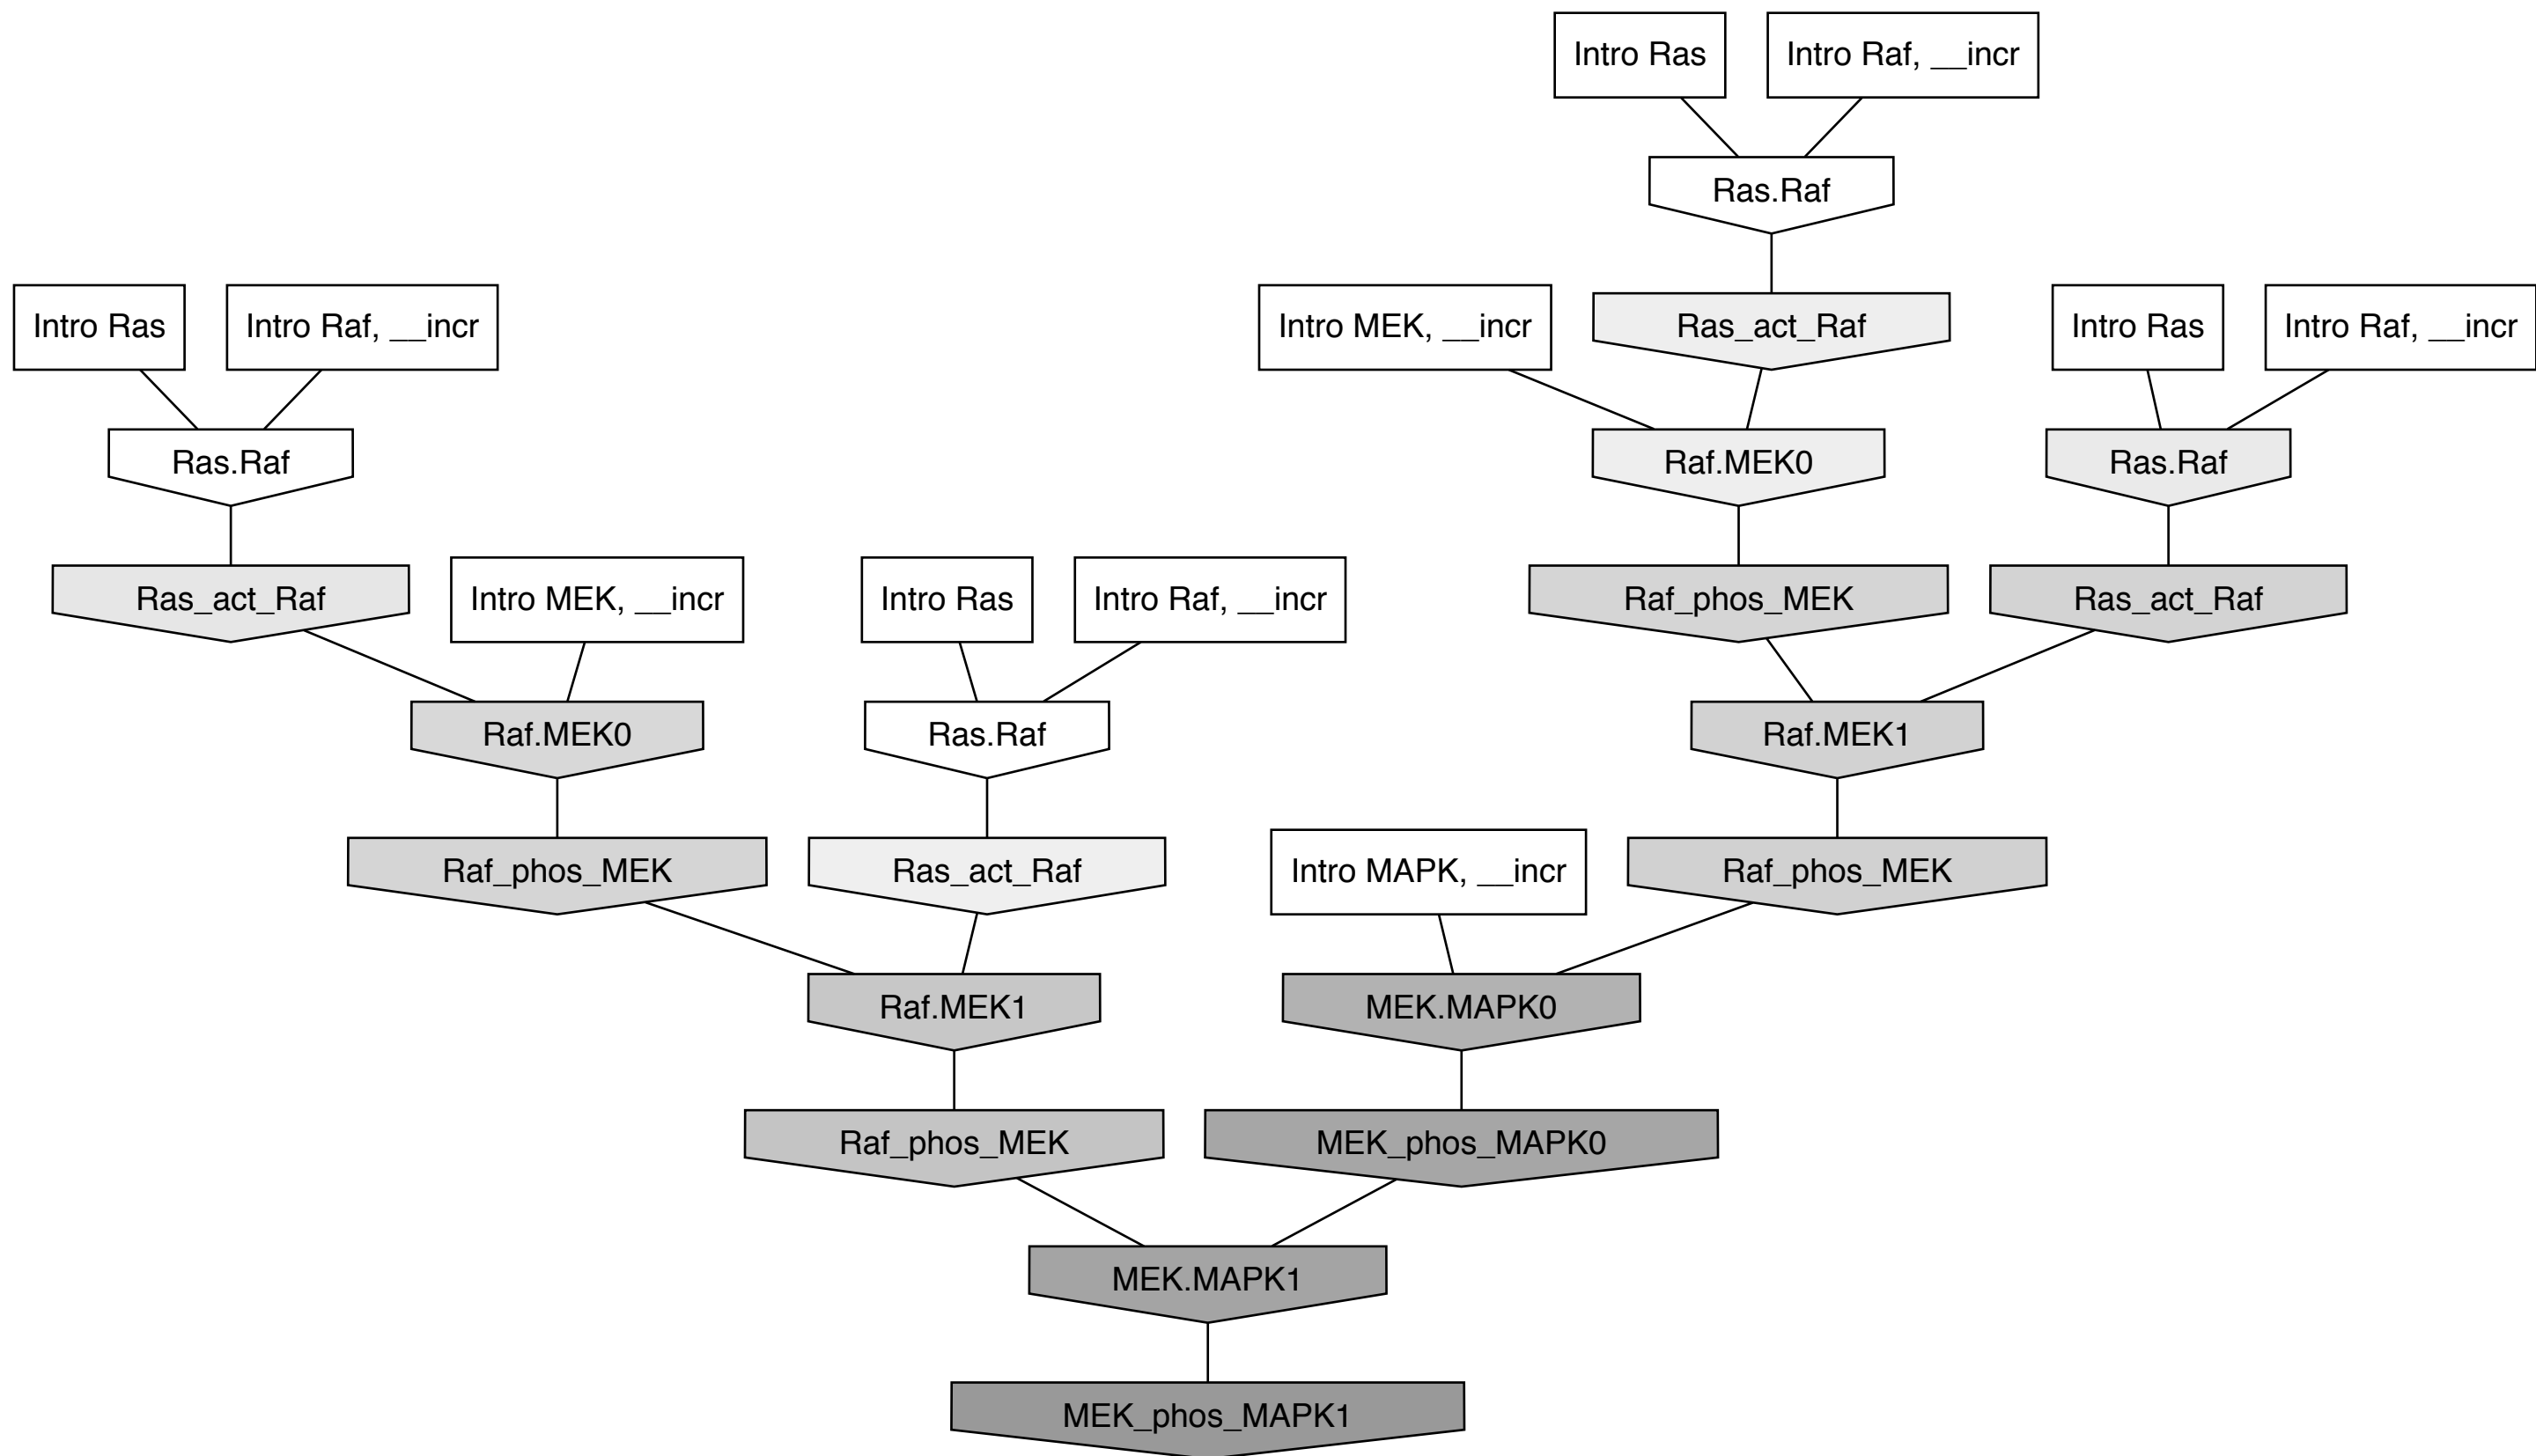 Intro Ras
Intro Raf, __incr
Ras.Raf
Intro Ras
Intro Raf, __incr
Intro MEK, __incr
Ras_act_Raf
Intro Ras
Intro Raf, __incr
Ras.Raf
Raf.MEK0
Ras.Raf
Ras_act_Raf
Intro MEK, __incr
Intro Ras
Intro Raf, __incr
Raf_phos_MEK
Ras_act_Raf
Raf.MEK0
Ras.Raf
Raf.MEK1
Raf_phos_MEK
Ras_act_Raf
Intro MAPK, __incr
Raf_phos_MEK
Raf.MEK1
MEK.MAPK0
Raf_phos_MEK
MEK_phos_MAPK0
MEK.MAPK1
MEK_phos_MAPK1